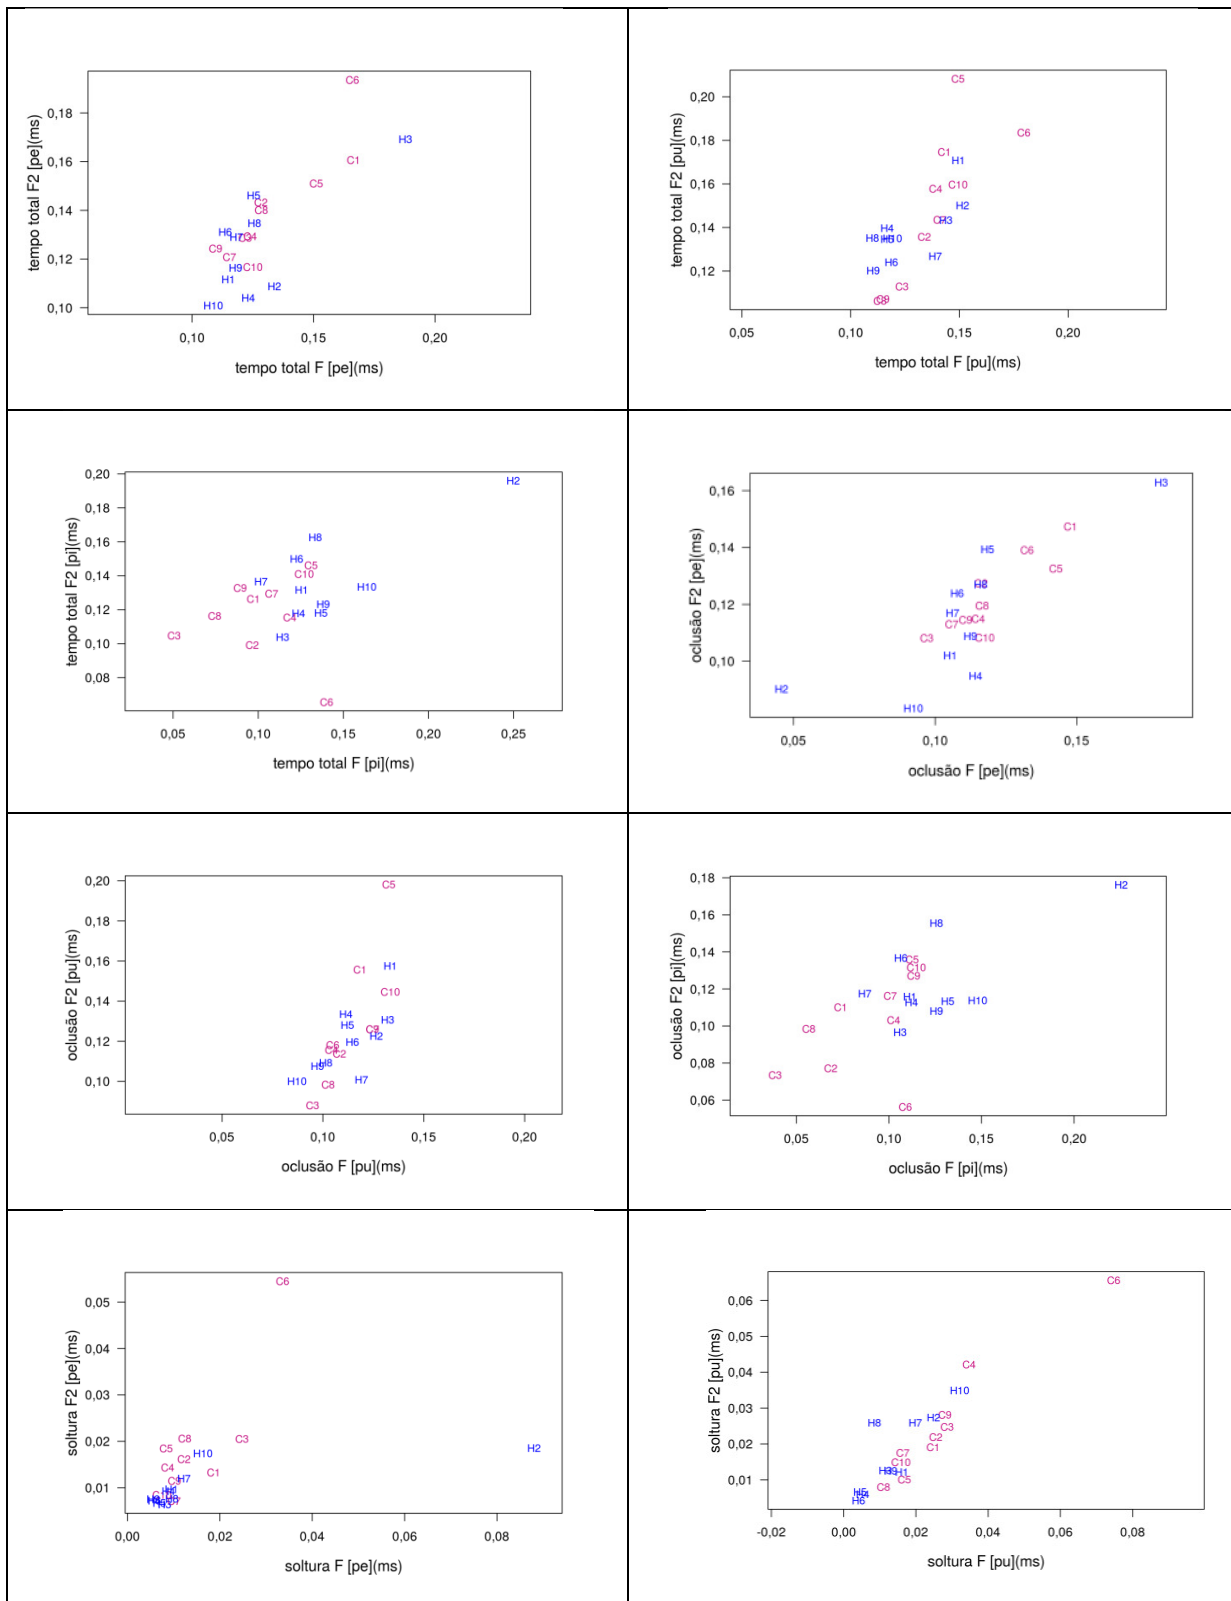 0,18
0,16
0,14
0,12
0,10
tempo total F2 [pe](ms)
C6
H3
C1
C5
H5
C2
C8
H8
H6
H7
C4
C9
C7
H9
C10
H1
H2
H4
H10
0,10 0,15 0,20
tempo total F [pe](ms)
0,20
0,18
0,16
0,14
0,12
tempo total F2 [pu](ms)
C5
C6
C1
H1
C4
C10
H2
H3
H4
H8
H10
C2
H7
H6
H9
C3
C9
0,05 0,10 0,15 0,20
tempo total F [pu](ms)
0,20
0,18
0,16
0,14
0,12
0,10
0,08
tempo total F2 [pi](ms)
H2
H8
H6
C5
C10
H7
C9
H1
H10
C7
C1
H9
C8
H4
H5
C4
C3
H3
C2
C6
0,05 0,10 0,15 0,20 0,25
tempo total F [pi](ms)
0,16
0,14
0,12
0,10
oclusão F2 [pe](ms)
H3
C1
H5
C6
C5
H6
H7
C8
C9
C4
C7
C3
H9
C10
H1
H4
H2
H10
0,05 0,10 0,15
oclusão F [pe](ms)
0,20
0,18
0,16
0,14
0,12
0,10
oclusão F2 [pu](ms)
C5
C1
H1
C10
H4
H5
H3
H2
H6
C6
C2
H8
H9
H10
C8
H7
C3
0,05 0,10 0,15 0,20
oclusão F [pu](ms)
0,18
0,16
0,14
0,12
0,10
0,08
0,06
oclusão F2 [pi](ms)
H2
H8
H6
C5
C10
C9
H7
C7
H1
H4
H5
H10
C1
H9
C4
C8
H3
C2
C3
C6
0,05 0,10 0,15 0,20
oclusão F [pi](ms)
0,05
0,04
0,03
0,02
0,01
soltura F2 [pe](ms)
C6
C8
C3
C5
H10
H2
C2
C4
C1
H7
C9
H1
0,00 0,02 0,04 0,06 0,08
soltura F [pe](ms)
0,06
0,05
0,04
0,03
0,02
0,01
soltura F2 [pu](ms)
C6
C4
H10
H8
H7
H2
C9
C3
C2
C1
C7
C10
H1
C5
C8
H5
H4
H6
-0,02 0,00 0,02 0,04 0,06 0,08
soltura F [pu](ms)